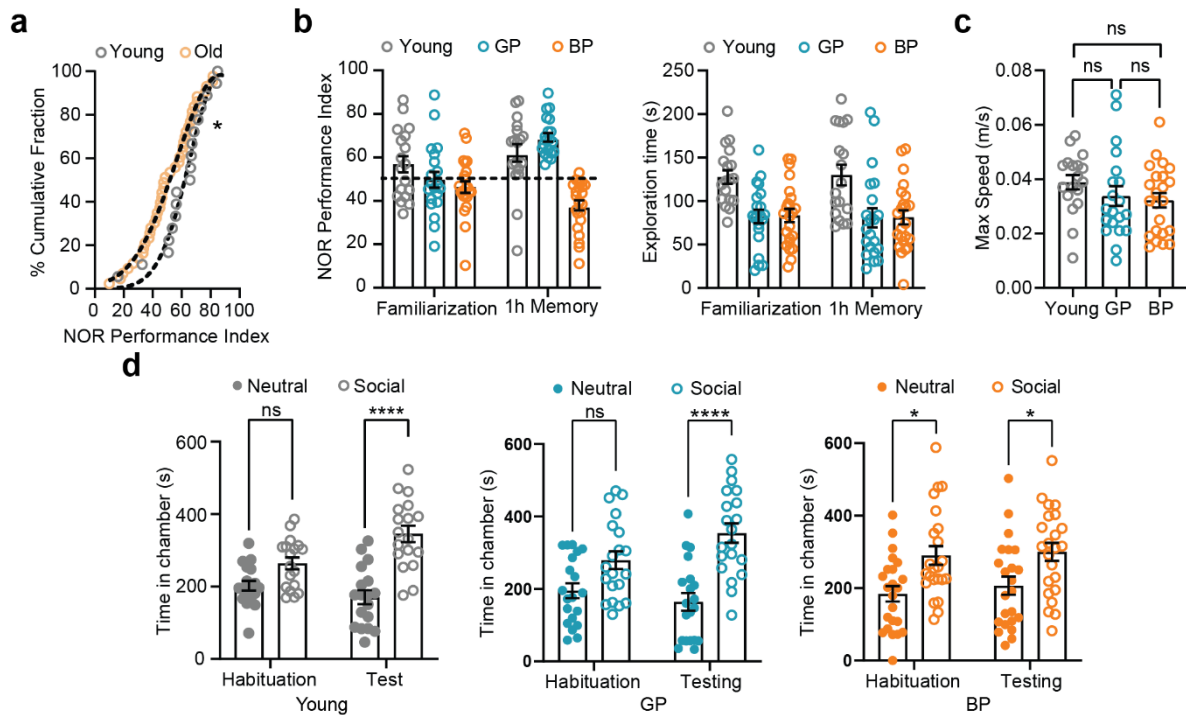 a
Young Old
100
80
60
40
20
0
% Cumulative Fraction
*
0 20 40 60 80 100
NOR Performance Index
b
Young GP BP
100
80
60
40
20
0
NOR Performance Index
Familiarization 1h Memory
Young GP BP
250
200
150
100
50
0
Exploration time (s)
Familiarization 1h Memory
c
ns
ns ns
0.08
0.06
0.04
0.02
0.00
Max Speed (m/s)
Young GP BP
d
Neutral Social
ns ****
600
400
200
0
Time in chamber (s)
Habituation Test
Young
Neutral Social
ns ****
600
400
200
0
Time in chamber (s)
Habituation Testing
GP
Neutral Social
* *
600
400
200
0
Time in chamber (s)
Habituation Testing
BP